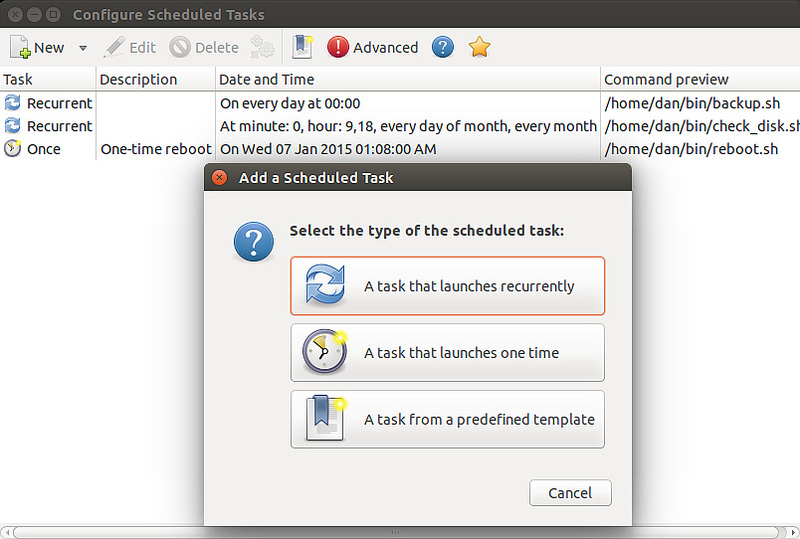 Configure Scheduled Tasks
New Edit Delete Advanced
Task Description Date and Time Command preview
Recurrent On every day at 00:00 /home/dan/bin/backup.sh
Recurrent At minute: 0, hour: 9,18, every day of month, every month /home/dan/bin/check_disk.sh
Once One-time reboot On Wed 07 Jan 2015 01:08:00 AM /home/dan/bin/reboot.sh
Add a Scheduled Task
Select the type of the scheduled task:
A task that launches recurrently
A task that launches one time
A task from a predefined template
Cancel